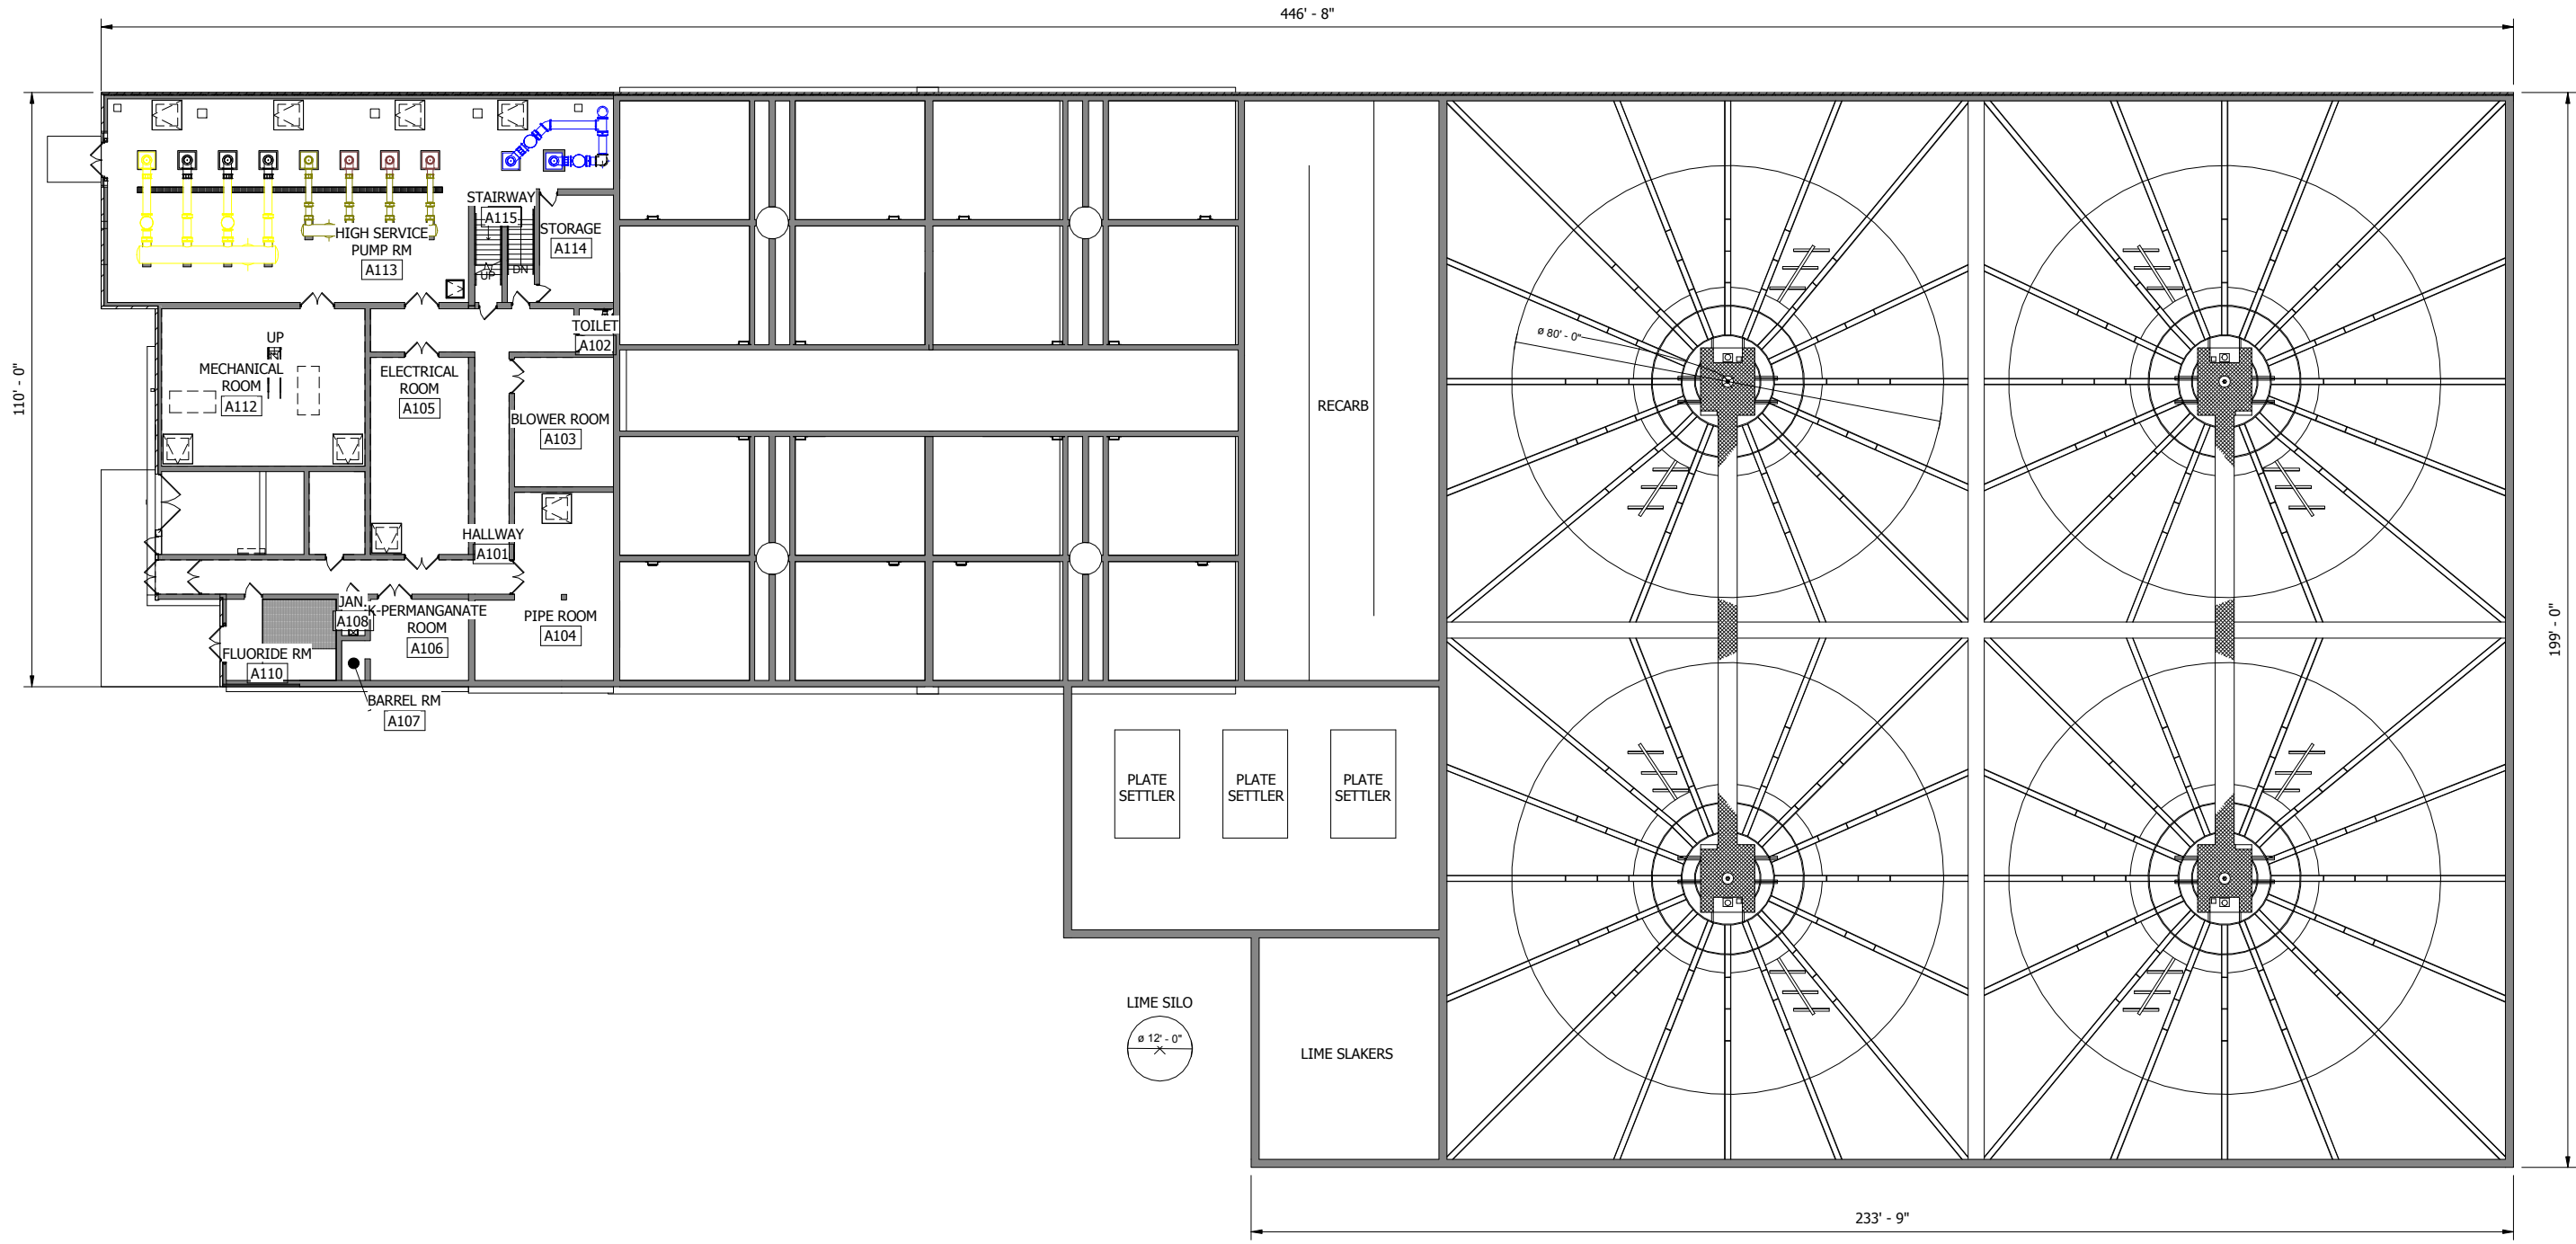 446' - 8"
110' - 0"
199' - 0"
STAIRWAY
A115
STORAGE
A114
HIGH SERVICE
PUMP RM
A113
UP
DN
TOILET
A102
UP
MECHANICAL
ROOM
A112
ELECTRICAL
ROOM
A105
BLOWER ROOM
A103
RECARB
ø 80' - 0"
HALLWAY
A101
JAN.
A108
K-PERMANGANATE
ROOM
A106
PIPE ROOM
A104
FLUORIDE RM
A110
BARREL RM
A107
PLATE
SETTLER
PLATE
SETTLER
PLATE
SETTLER
LIME SILO
ø 12' - 0"
LIME SLAKERS
233' - 9"